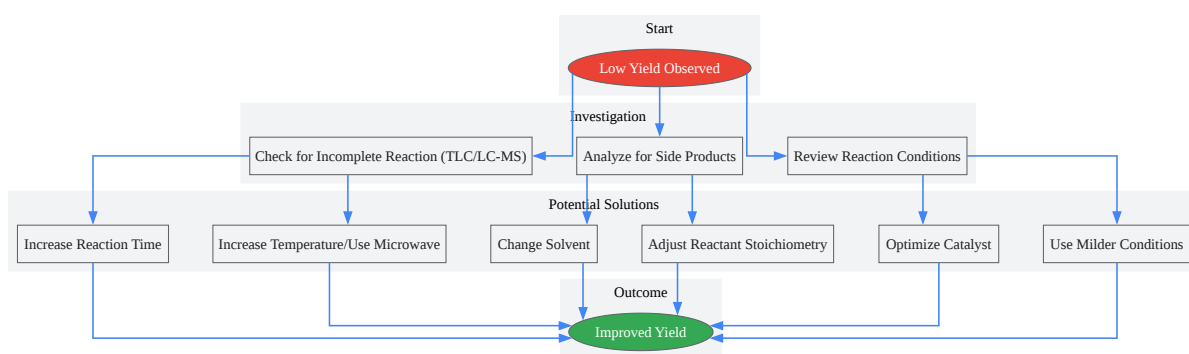 Start
Low Yield Observed
Investigation
Check for Incomplete Reaction (TLC/LC-MS)
Analyze for Side Products
Review Reaction Conditions
Potential Solutions
Increase Reaction Time
Increase Temperature/Use Microwave
Change Solvent
Adjust Reactant Stoichiometry
Optimize Catalyst
Use Milder Conditions
Outcome
Improved Yield